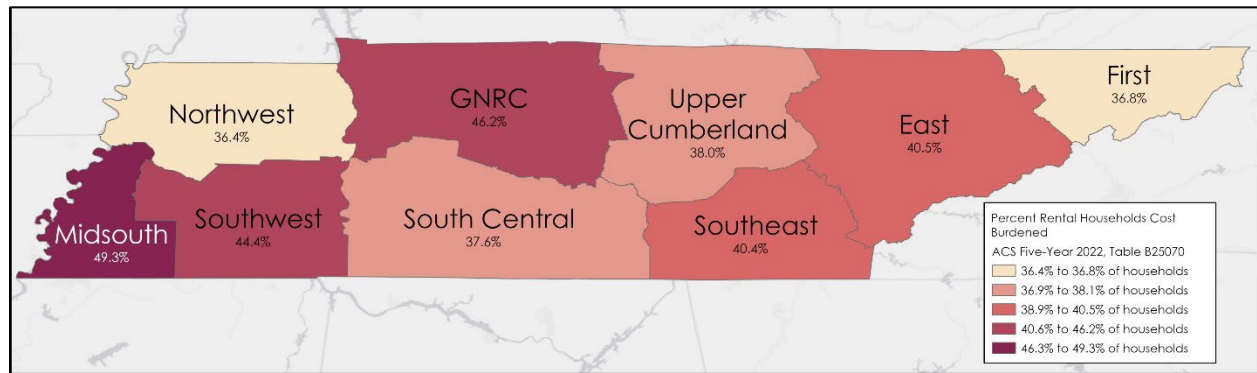 Northwest
36.4%
GNRC
46.2%
Upper
Cumberland
38.0%
East
40.5%
First
36.8%
Midsouth
49.3%
Southwest
44.4%
South Central
37.6%
Southeast
40.4%
Percent Rental Households Cost
Burdened
ACS Five-Year 2022, Table B25070
36.4% to 36.8% of households
36.9% to 38.1% of households
38.9% to 40.5% of households
40.6% to 46.2% of households
46.3% to 49.3% of households